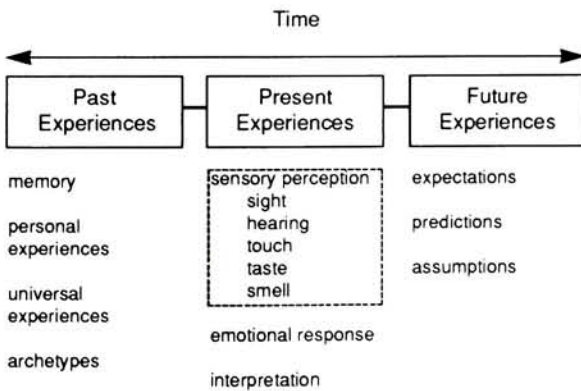 Time
Past
Experiences
Present
Experiences
Future
Experiences
memory
personal
experiences
universal
experiences
archetypes
sensory perception
sight
hearing
touch
taste
smell
emotional response
interpretation
expectations
predictions
assumptions